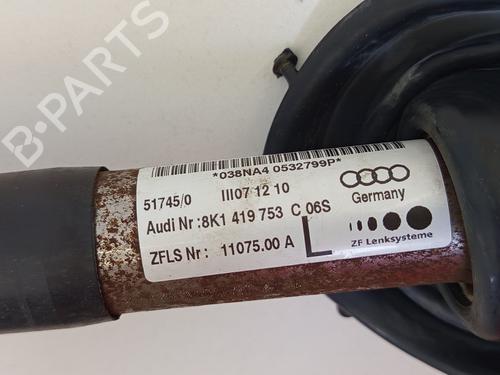 *038NA4 0532799P*
51745/0 III07 12 10
Germany
Audi Nr: 8K1 419 753 C 06S
ZFLS Nr: 11075.00 A L
ZF Lenksysteme
B-PARTS